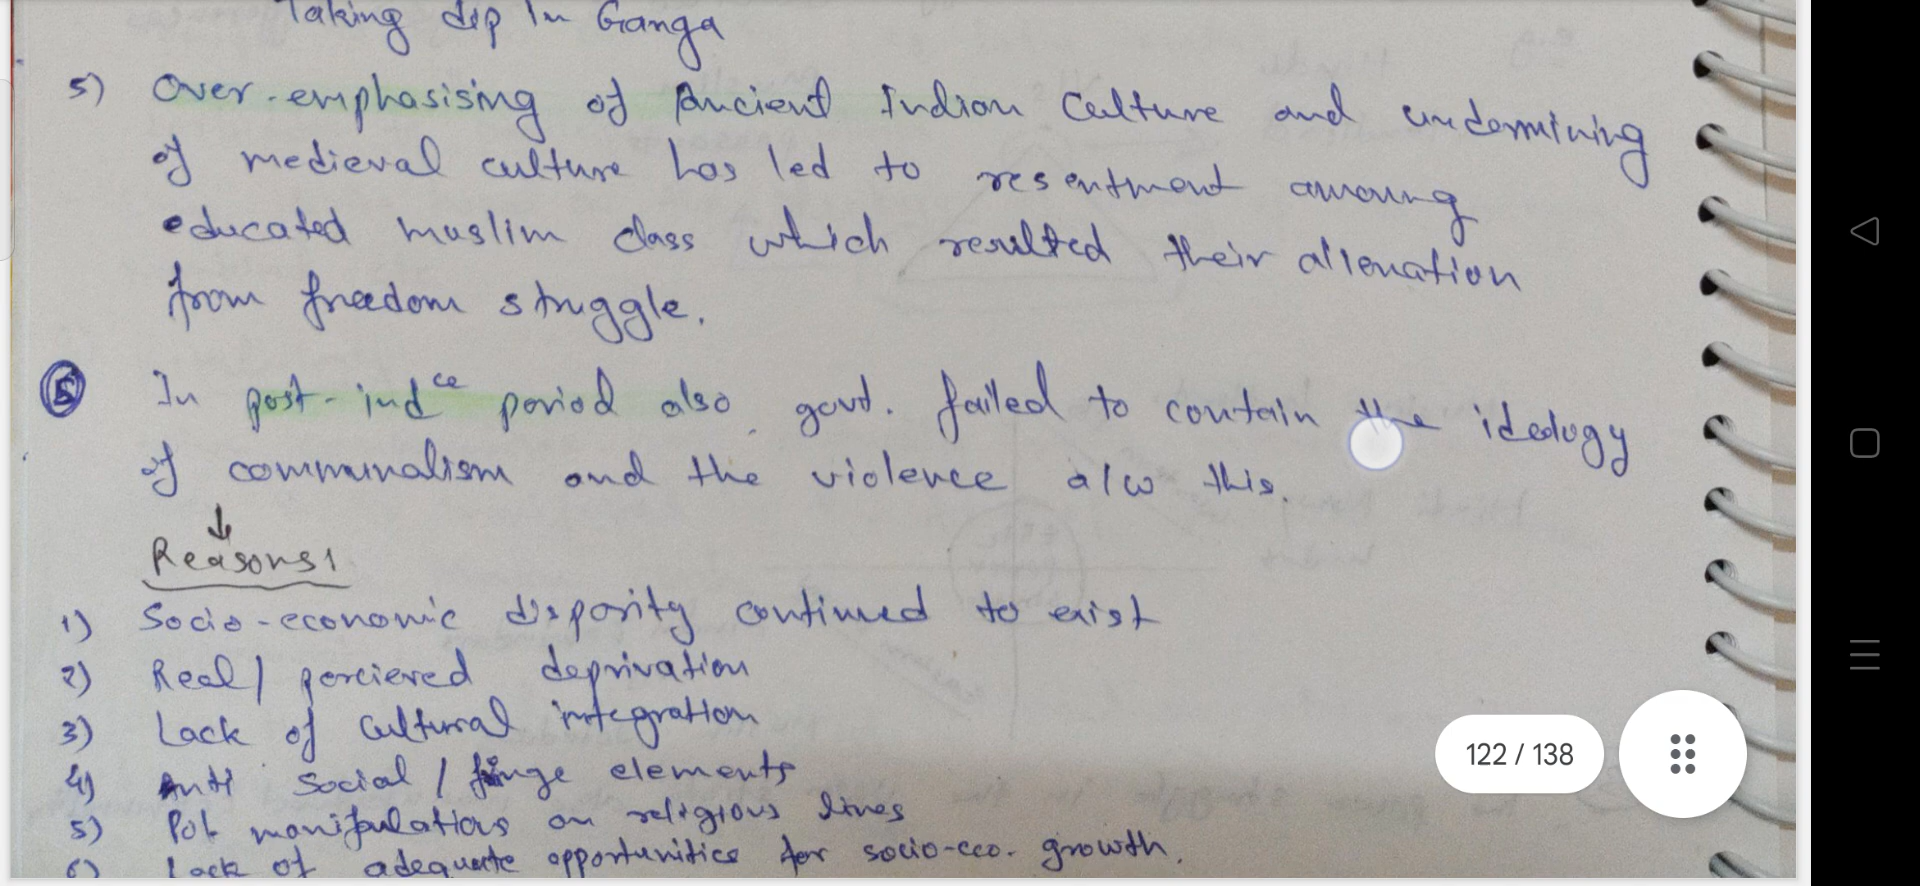 Taking dip In Ganga
5) Over-emphasising of Ancient Indian Culture and undermining
of medieval culture has led to resentment among
educated muslim class which resulted their alienation
from freedom struggle.
5 In post-indce period also govt. failed to contain the ideology
of communalism and the violence a/w this.
↓
Reasons:
1) Socio-economic disparity continued to exist
2) Real/ perciered deprivation
3) Lack of Cultural integration
4) Anti Social / fringe elements
5) Pol manipulations on religious lines
6) Lack of adequate opportunities for socio-eco. growth.
122 / 138